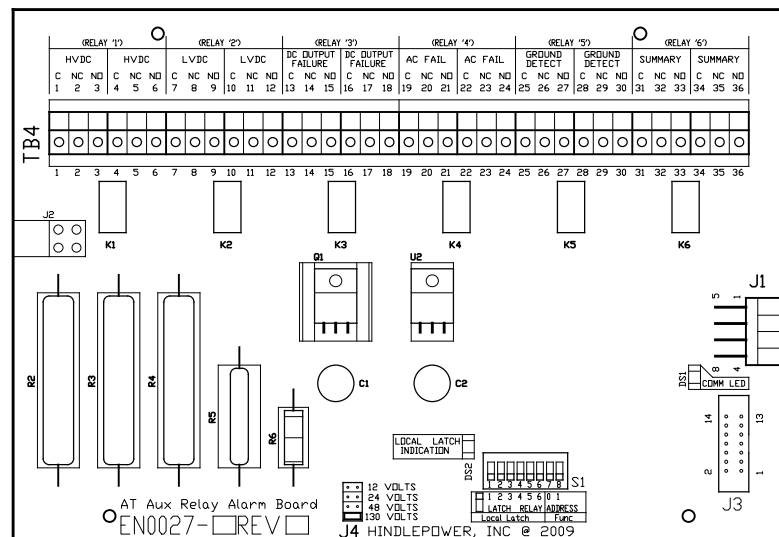 (RELAY '1') (RELAY '2') (RELAY '3') (RELAY '4') (RELAY '5') (RELAY '6')
HVDC HVDC LVDC LVDC DC OUTPUT FAILURE DC OUTPUT FAILURE AC FAIL AC FAIL GROUND DETECT GROUND DETECT SUMMARY SUMMARY
C NC NO C NC NO C NC NO C NC NO C NC NO C NC NO C NC NO C NC NO C NC NO C NC NO C NC NO C NC NO
1 2 3 4 5 6 7 8 9 10 11 12 13 14 15 16 17 18 19 20 21 22 23 24 25 26 27 28 29 30 31 32 33 34 35 36
TB4
1 2 3 4 5 6 7 8 9 10 11 12 13 14 15 16 17 18 19 20 21 22 23 24 25 26 27 28 29 30 31 32 33 34 35 36
K1 K2 K3 K4 K5 K6
J2
Q1 U2
J1
5 1
8 4
R2 R3 R4 R5 R6
C1 C2
DS1
COMM LED
14 13
2 1
J3
LOCAL LATCH
INDICATION
DS2
S1
1 2 3 4 5 6 7 8
1 2 3 4 5 6 0 1
LATCH RELAY ADDRESS
Local Latch Func
12 VOLTS
24 VOLTS
48 VOLTS
130 VOLTS
AT Aux Relay Alarm Board
EN0027-□REV□
J4 HINDLEPOWER, INC @ 2009